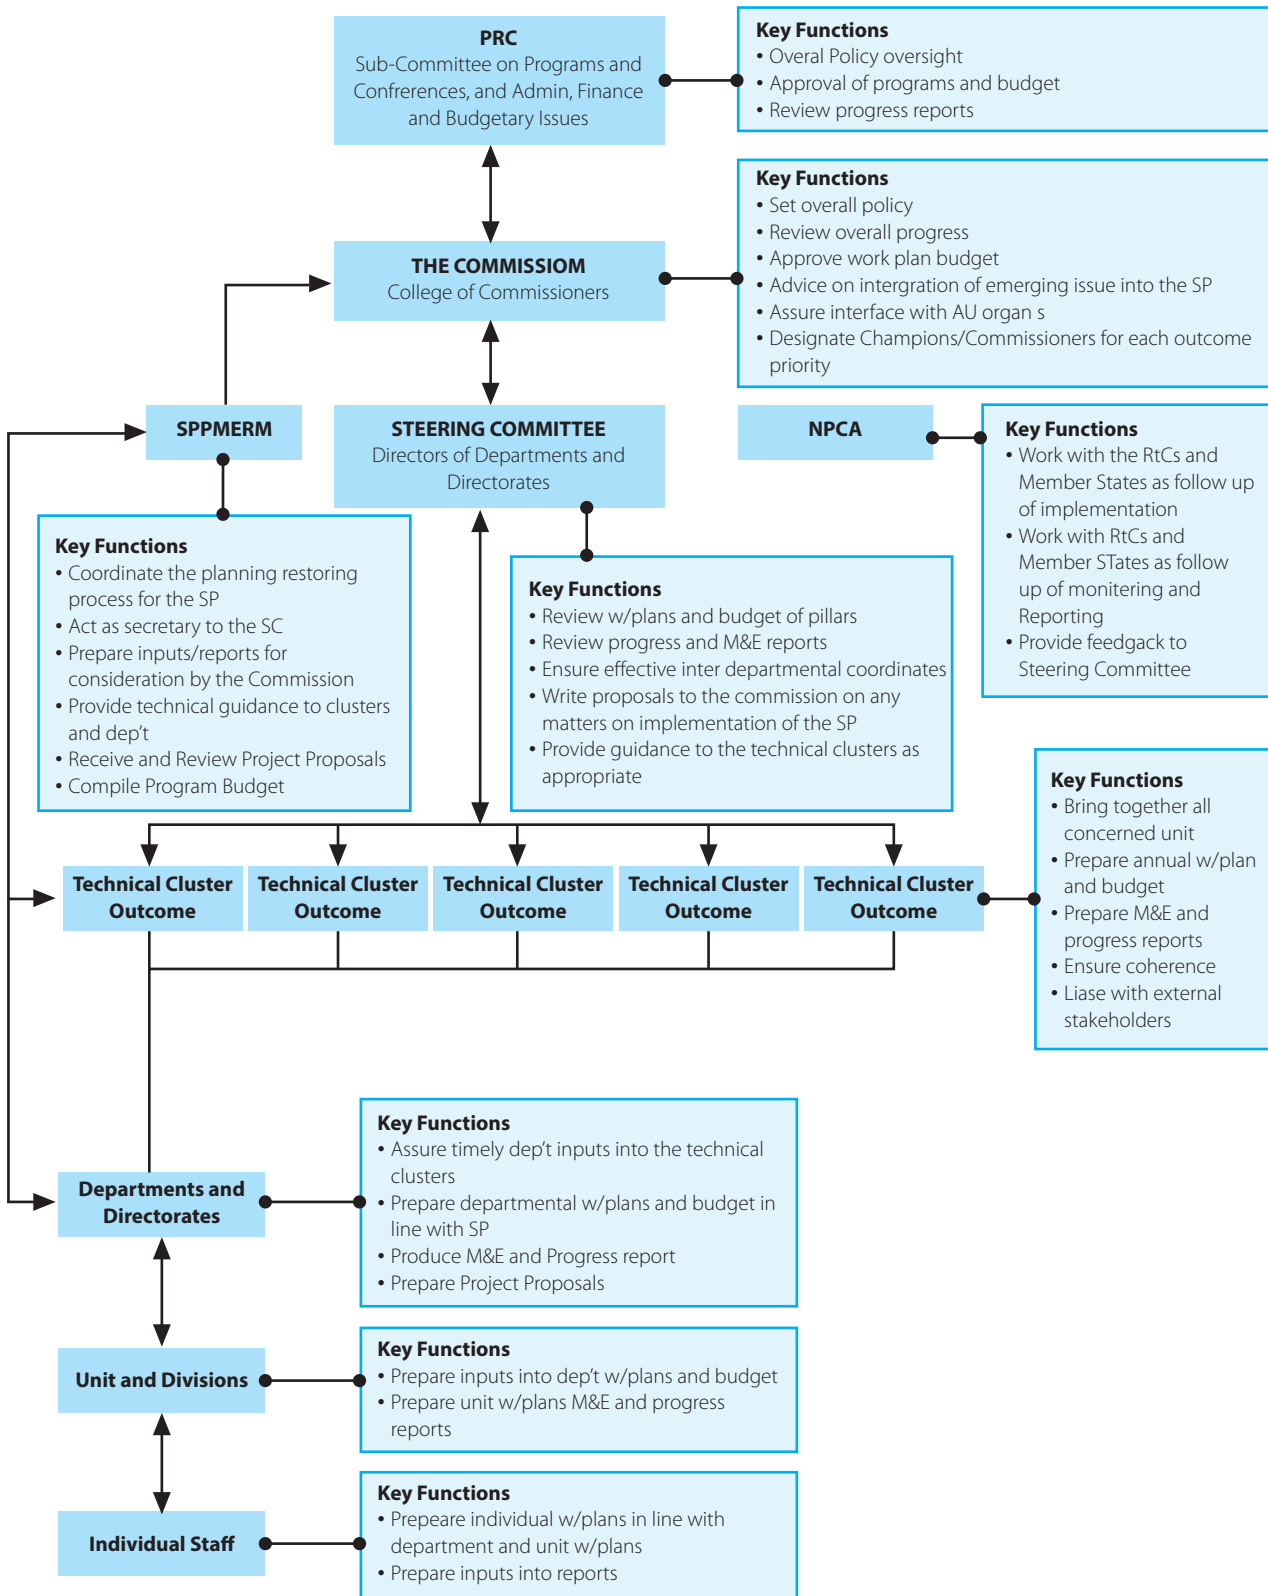 PRC
Sub-Committee on Programs and
Confrerences, and Admin, Finance
and Budgetary Issues
Key Functions
• Overal Policy oversight
• Approval of programs and budget
• Review progress reports
THE COMMISSIOM
College of Commissioners
Key Functions
• Set overall policy
• Review overall progress
• Approve work plan budget
• Advice on intergration of emerging issue into the SP
• Assure interface with AU organ s
• Designate Champions/Commissioners for each outcome
priority
SPPMERM
STEERING COMMITTEE
Directors of Departments and
Directorates
NPCA
Key Functions
• Work with the RtCs and
Member States as follow up
of implementation
• Work with RtCs and
Member STates as follow
up of monitering and
Reporting
• Provide feedgack to
Steering Committee
Key Functions
• Coordinate the planning restoring
process for the SP
• Act as secretary to the SC
• Prepare inputs/reports for
consideration by the Commission
• Provide technical guidance to clusters
and dep't
• Receive and Review Project Proposals
• Compile Program Budget
Key Functions
• Review w/plans and budget of pillars
• Review progress and M&E reports
• Ensure effective inter departmental coordinates
• Write proposals to the commission on any
matters on implementation of the SP
• Provide guidance to the technical clusters as
appropriate
Technical Cluster
Outcome
Technical Cluster
Outcome
Technical Cluster
Outcome
Technical Cluster
Outcome
Technical Cluster
Outcome
Key Functions
• Bring together all
concerned unit
• Prepare annual w/plan
and budget
• Prepare M&E and
progress reports
• Ensure coherence
• Liase with external
stakeholders
Departments and
Directorates
Key Functions
• Assure timely dep't inputs into the technical
clusters
• Prepare departmental w/plans and budget in
line with SP
• Produce M&E and Progress report
• Prepare Project Proposals
Unit and Divisions
Key Functions
• Prepare inputs into dep't w/plans and budget
• Prepare unit w/plans M&E and progress
reports
Individual Staff
Key Functions
• Prepeare individual w/plans in line with
department and unit w/plans
• Prepare inputs into reports